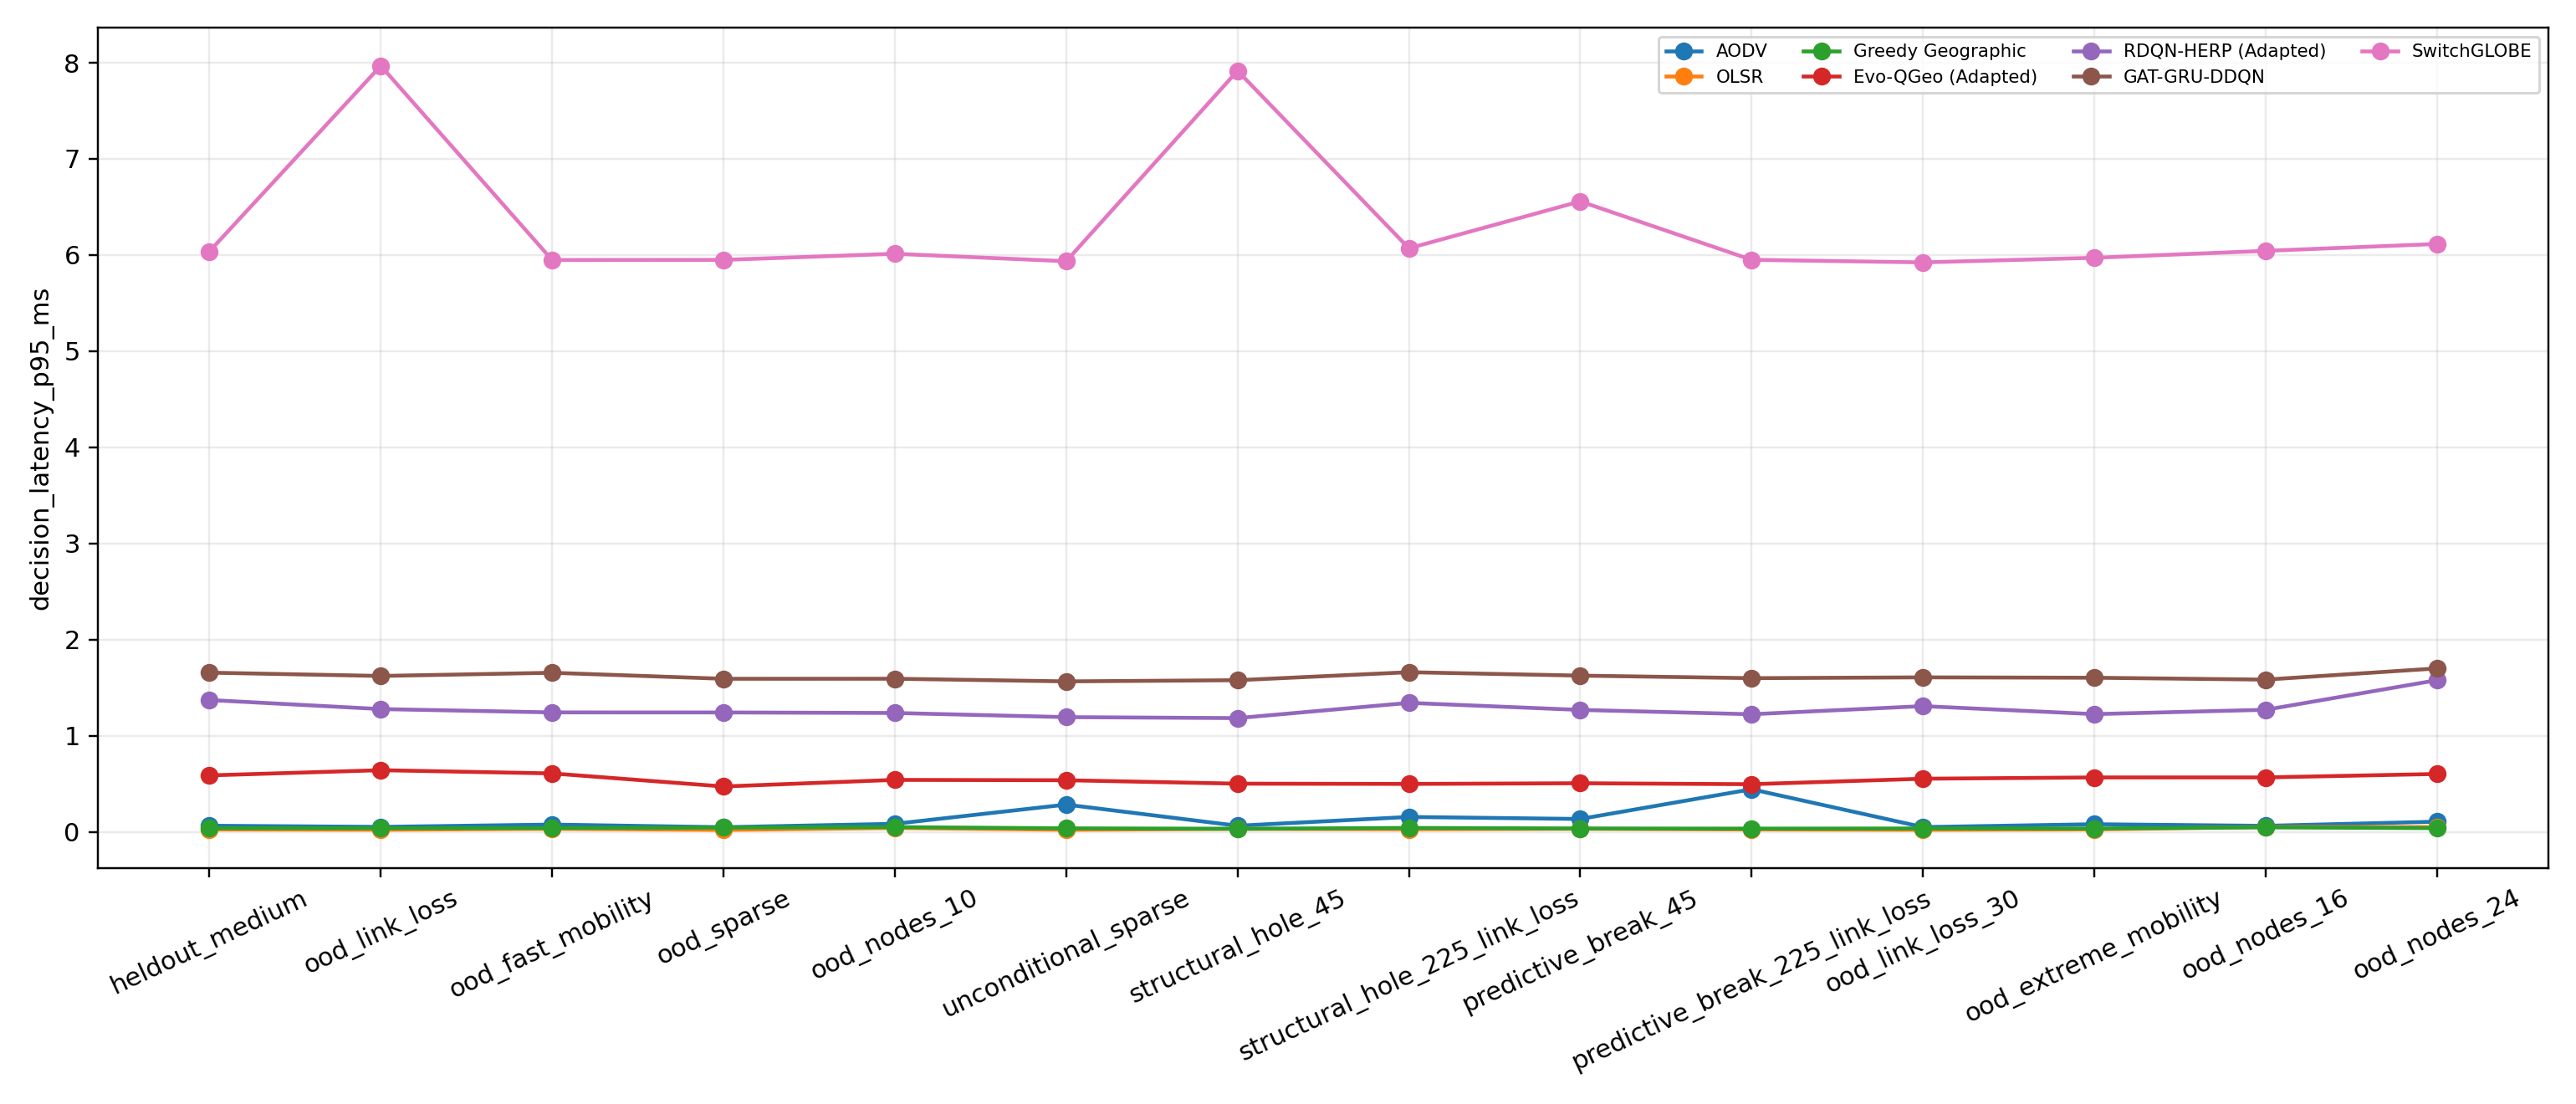 decision_latency_p95_ms
8
7
6
5
4
3
2
1
0
AODV
OLSR
Greedy Geographic
Evo-QGeo (Adapted)
RDQN-HERP (Adapted)
GAT-GRU-DDQN
SwitchGLOBE
heldout_medium
ood_link_loss
ood_fast_mobility
ood_sparse
ood_nodes_10
unconditional_sparse
structural_hole_45
structural_hole_225_link_loss
predictive_break_45
predictive_break_225_link_loss
ood_link_loss_30
ood_extreme_mobility
ood_nodes_16
ood_nodes_24